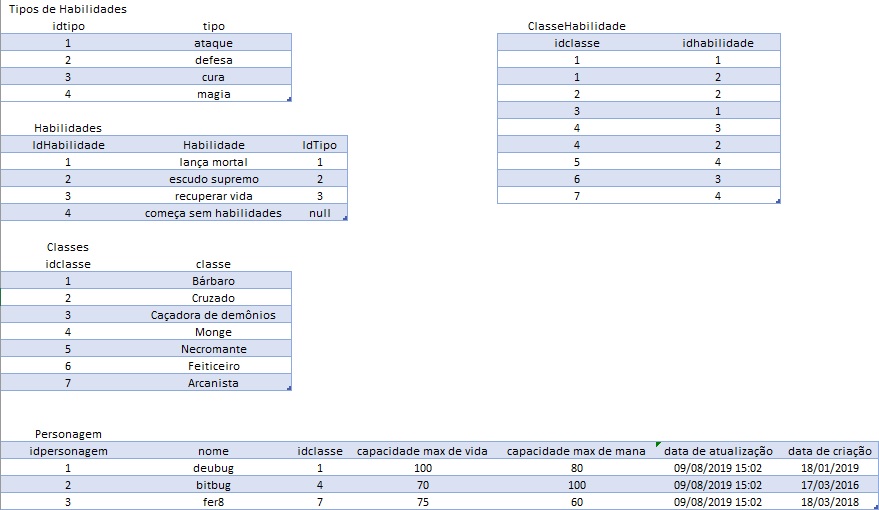 Tipos de Habilidades
idtipo tipo
1 ataque
2 defesa
3 cura
4 magia
Habilidades
IdHabilidade Habilidade IdTipo
1 lança mortal 1
2 escudo supremo 2
3 recuperar vida 3
4 começa sem habilidades null
Classes
idclasse classe
1 Bárbaro
2 Cruzado
3 Caçadora de demônios
4 Monge
5 Necromante
6 Feiticeiro
7 Arcanista
ClasseHabilidade
idclasse idhabilidade
1 1
1 2
2 2
3 1
4 3
4 2
5 4
6 3
7 4
Personagem
idpersonagem nome idclasse capacidade max de vida capacidade max de mana data de atualização data de criação
1 deubug 1 100 80 09/08/2019 15:02 18/01/2019
2 bitbug 4 70 100 09/08/2019 15:02 17/03/2016
3 fer8 7 75 60 09/08/2019 15:02 18/03/2018